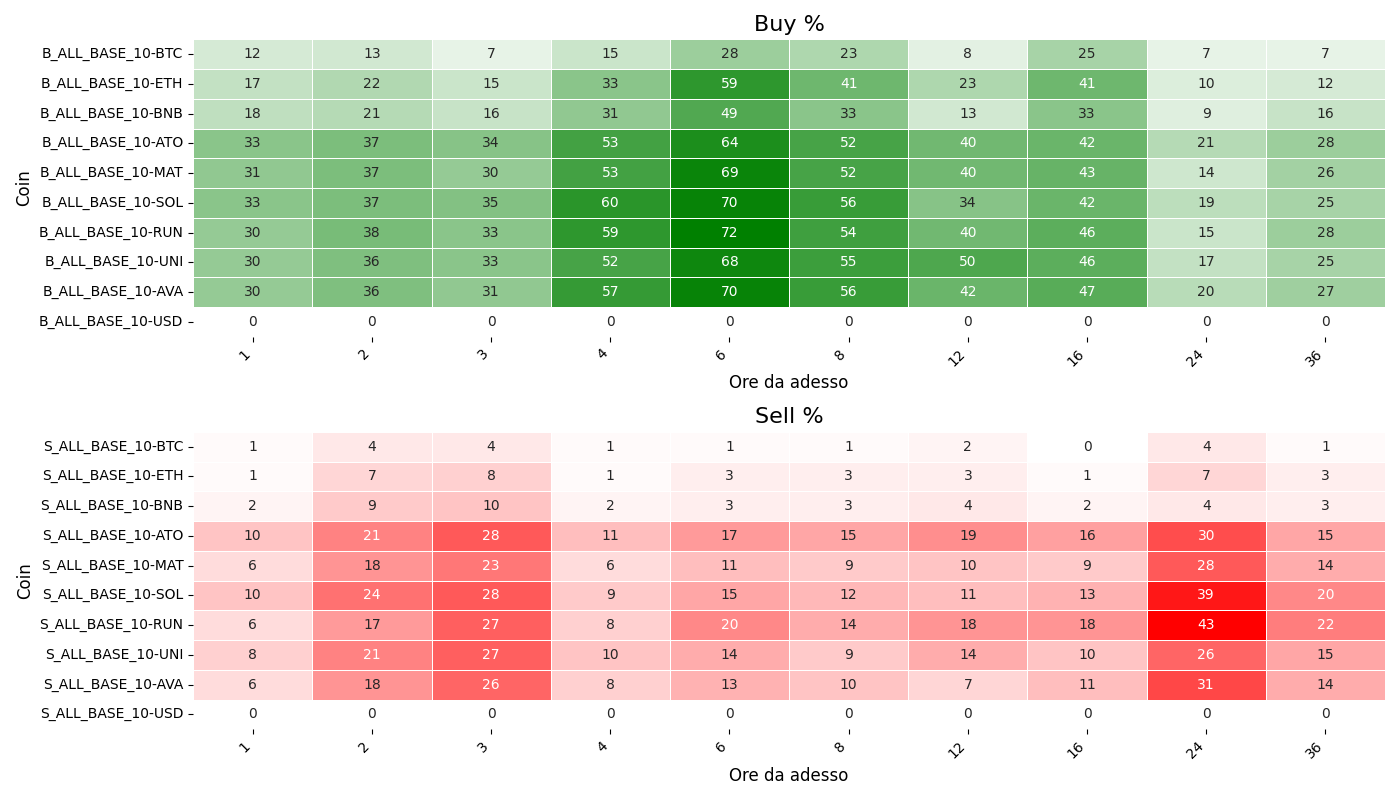 Buy %
Coin
B_ALL_BASE_10-BTC 12 13 7 15 28 23 8 25 7 7
B_ALL_BASE_10-ETH 17 22 15 33 59 41 23 41 10 12
B_ALL_BASE_10-BNB 18 21 16 31 49 33 13 33 9 16
B_ALL_BASE_10-ATO 33 37 34 53 64 52 40 42 21 28
B_ALL_BASE_10-MAT 31 37 30 53 69 52 40 43 14 26
B_ALL_BASE_10-SOL 33 37 35 60 70 56 34 42 19 25
B_ALL_BASE_10-RUN 30 38 33 59 72 54 40 46 15 28
B_ALL_BASE_10-UNI 30 36 33 52 68 55 50 46 17 25
B_ALL_BASE_10-AVA 30 36 31 57 70 56 42 47 20 27
B_ALL_BASE_10-USD 0 0 0 0 0 0 0 0 0 0
1 2 3 4 6 8 12 16 24 36
Ore da adesso
Sell %
Coin
S_ALL_BASE_10-BTC 1 4 4 1 1 1 2 0 4 1
S_ALL_BASE_10-ETH 1 7 8 1 3 3 3 1 7 3
S_ALL_BASE_10-BNB 2 9 10 2 3 3 4 2 4 3
S_ALL_BASE_10-ATO 10 21 28 11 17 15 19 16 30 15
S_ALL_BASE_10-MAT 6 18 23 6 11 9 10 9 28 14
S_ALL_BASE_10-SOL 10 24 28 9 15 12 11 13 39 20
S_ALL_BASE_10-RUN 6 17 27 8 20 14 18 18 43 22
S_ALL_BASE_10-UNI 8 21 27 10 14 9 14 10 26 15
S_ALL_BASE_10-AVA 6 18 26 8 13 10 7 11 31 14
S_ALL_BASE_10-USD 0 0 0 0 0 0 0 0 0 0
1 2 3 4 6 8 12 16 24 36
Ore da adesso